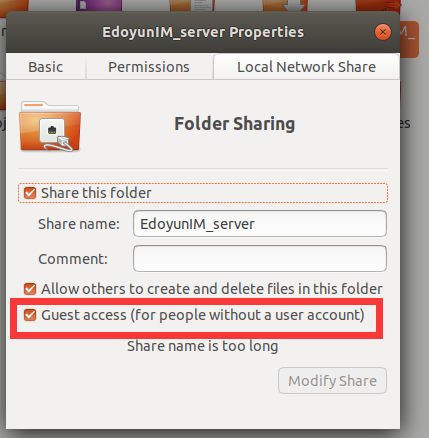 EdoyunIM_server Properties
Basic Permissions Local Network Share
Folder Sharing
Share this folder
Share name: EdoyunIM_server
Comment:
Allow others to create and delete files in this folder
Guest access (for people without a user account)
Share name is too long
Modify Share